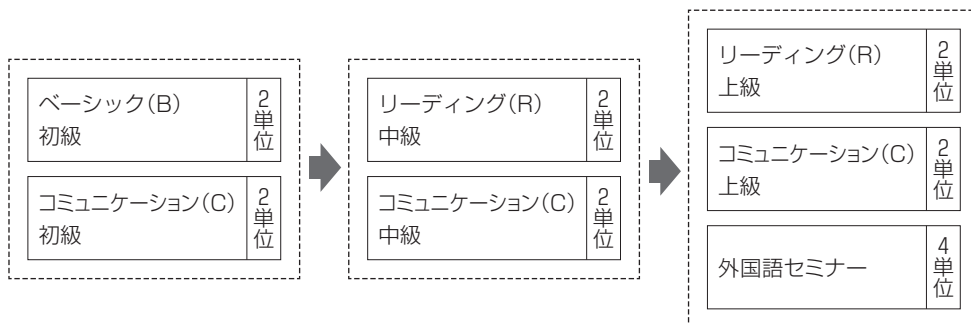 ベーシック(B)
初級
2単位
コミュニケーション(C)
初級
2単位
リーディング(R)
中級
2単位
コミュニケーション(C)
中級
2単位
リーディング(R)
上級
2単位
コミュニケーション(C)
上級
2単位
外国語セミナー
4単位